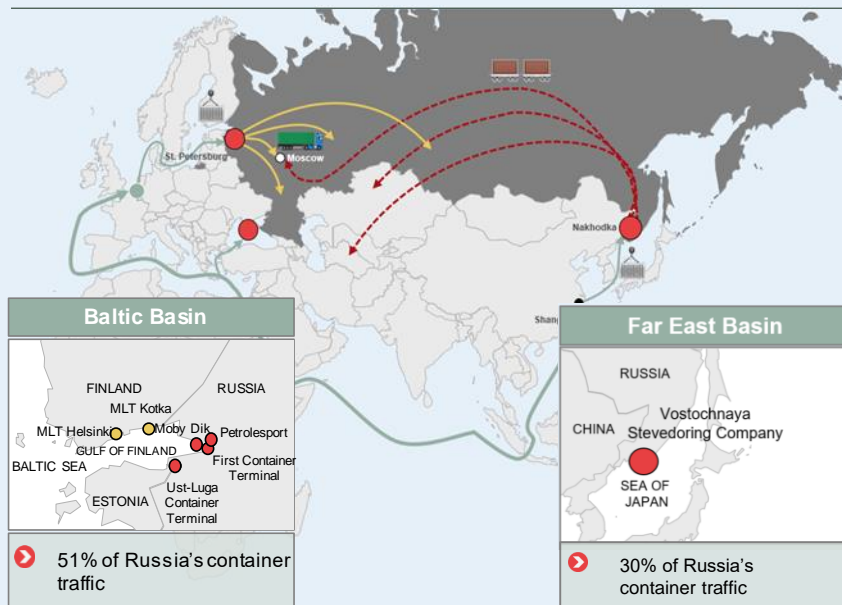 St. Petersburg
Moscow
Nakhodka
Baltic Basin
FINLAND
RUSSIA
MLT Kotka
MLT Helsinki
Moby Dik
Petrolesport
GULF OF FINLAND
BALTIC SEA
First Container
Terminal
ESTONIA
Ust-Luga
Container
Terminal
51% of Russia's container
traffic
Shang
Far East Basin
RUSSIA
CHINA
Vostochnaya
Stevedoring Company
SEA OF
JAPAN
30% of Russia's
container traffic